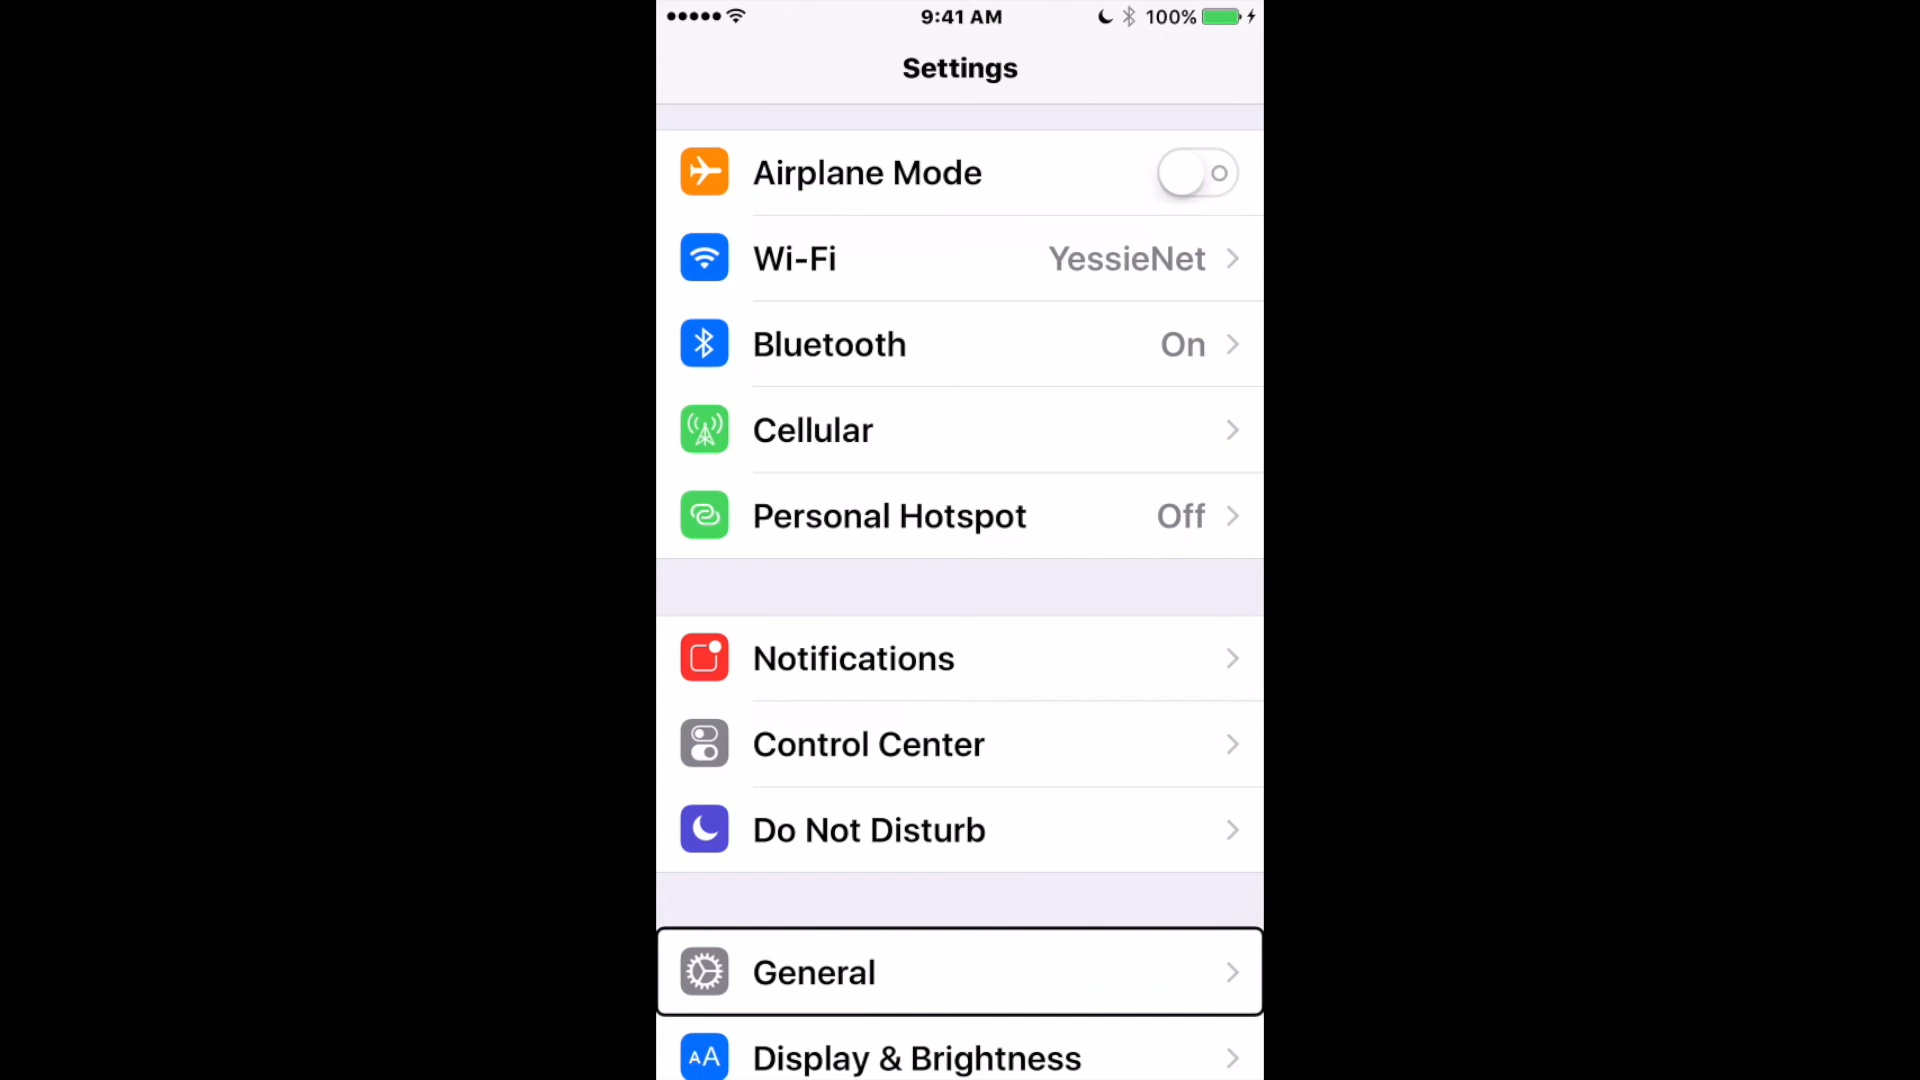 9:41 AM
100%
Settings
Airplane Mode
Wi-Fi YessieNet
Bluetooth On
Cellular
Personal Hotspot Off
Notifications
Control Center
Do Not Disturb
General
AA Display & Brightness